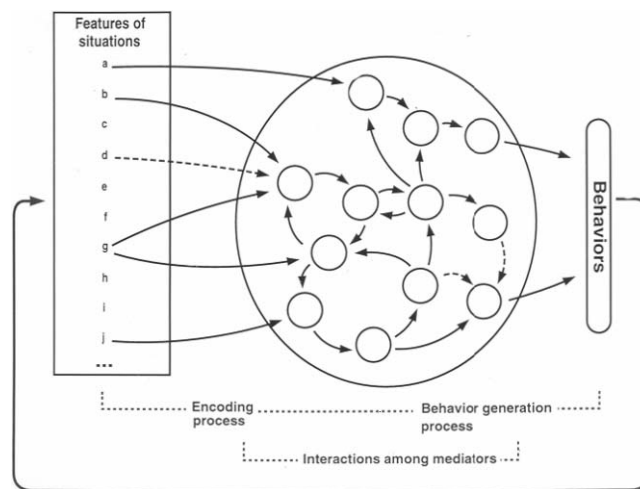 Features of
situations
a
b
c
d
e
f
g
h
i
j
...
Behaviors
Encoding
process
Behavior generation
process
Interactions among mediators